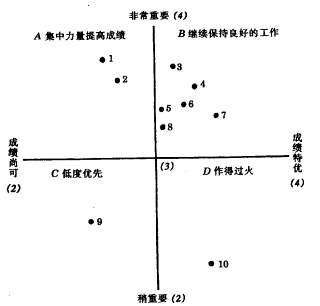 非常重要 (4)
A 集中力量提高成绩
B 继续保持良好的工作
1
2
3
4
5
6
7
8
成绩尚可
(2)
(3)
成绩特优
(4)
C 低度优先
D 作得过火
9
10
稍重要 (2)